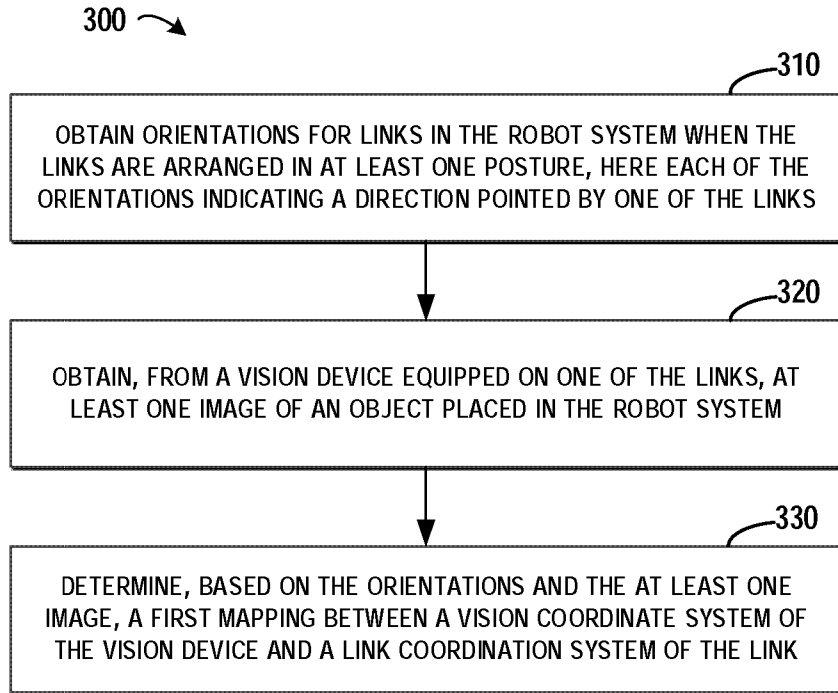 300
310
OBTAIN ORIENTATIONS FOR LINKS IN THE ROBOT SYSTEM WHEN THE
LINKS ARE ARRANGED IN AT LEAST ONE POSTURE, HERE EACH OF THE
ORIENTATIONS INDICATING A DIRECTION POINTED BY ONE OF THE LINKS
320
OBTAIN, FROM A VISION DEVICE EQUIPPED ON ONE OF THE LINKS, AT
LEAST ONE IMAGE OF AN OBJECT PLACED IN THE ROBOT SYSTEM
330
DETERMINE, BASED ON THE ORIENTATIONS AND THE AT LEAST ONE
IMAGE, A FIRST MAPPING BETWEEN A VISION COORDINATE SYSTEM OF
THE VISION DEVICE AND A LINK COORDINATION SYSTEM OF THE LINK